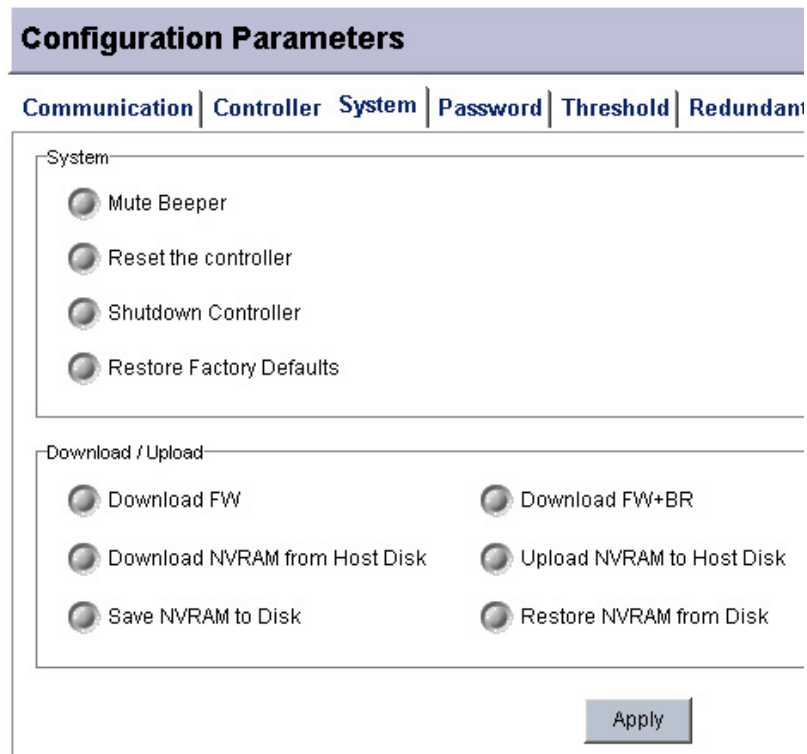 Configuration Parameters
Communication Controller System Password Threshold Redundant
System
Mute Beeper
Reset the controller
Shutdown Controller
Restore Factory Defaults
Download / Upload
Download FW Download FW+BR
Download NVRAM from Host Disk Upload NVRAM to Host Disk
Save NVRAM to Disk Restore NVRAM from Disk
Apply